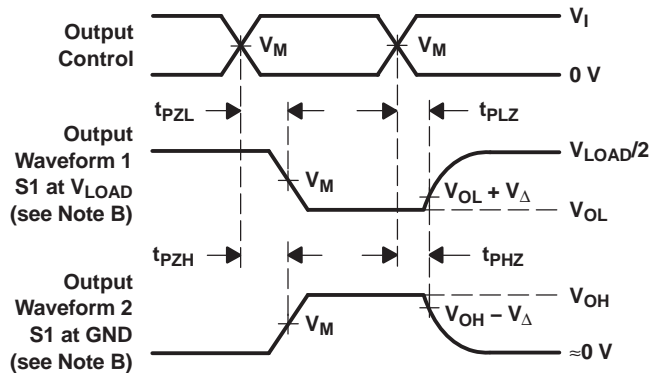 Output
Control
V_M
V_M
V_I
0 V
t_PZL
t_PLZ
Output
Waveform 1
S1 at V_LOAD
(see Note B)
V_M
V_LOAD/2
V_OL + V_Δ
V_OL
t_PZH
t_PHZ
Output
Waveform 2
S1 at GND
(see Note B)
V_M
V_OH
V_OH − V_Δ
≈0 V